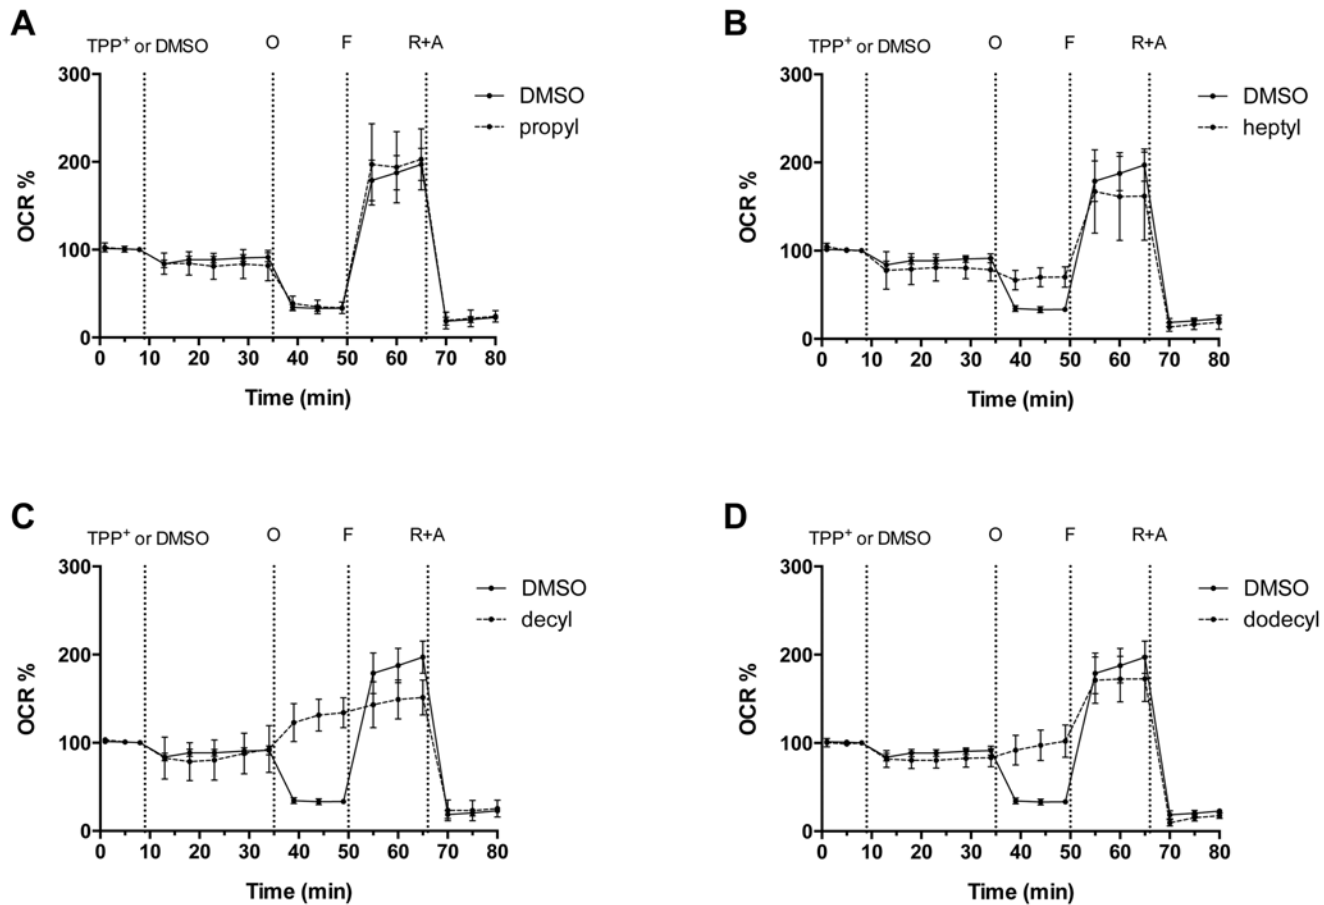 A
TPP+ or DMSO O F R+A
300
200
100
0
OCR %
0 10 20 30 40 50 60 70 80
Time (min)
DMSO
propyl
B
TPP+ or DMSO O F R+A
300
200
100
0
OCR %
0 10 20 30 40 50 60 70 80
Time (min)
DMSO
heptyl
C
TPP+ or DMSO O F R+A
300
200
100
0
OCR %
0 10 20 30 40 50 60 70 80
Time (min)
DMSO
decyl
D
TPP+ or DMSO O F R+A
300
200
100
0
OCR %
0 10 20 30 40 50 60 70 80
Time (min)
DMSO
dodecyl